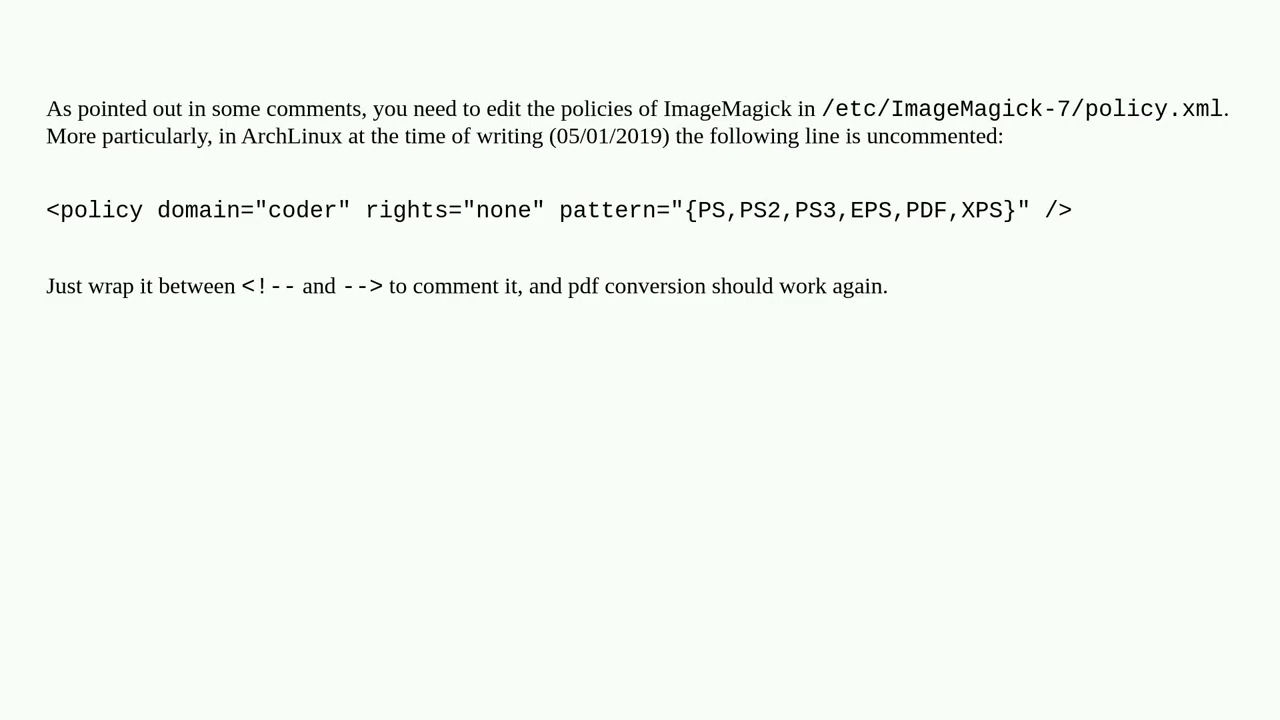 As pointed out in some comments, you need to edit the policies of ImageMagick in /etc/ImageMagick-7/policy.xml.
More particularly, in ArchLinux at the time of writing (05/01/2019) the following line is uncommented:
<policy domain="coder" rights="none" pattern="{PS,PS2,PS3,EPS,PDF,XPS}" />
Just wrap it between <!-- and --> to comment it, and pdf conversion should work again.